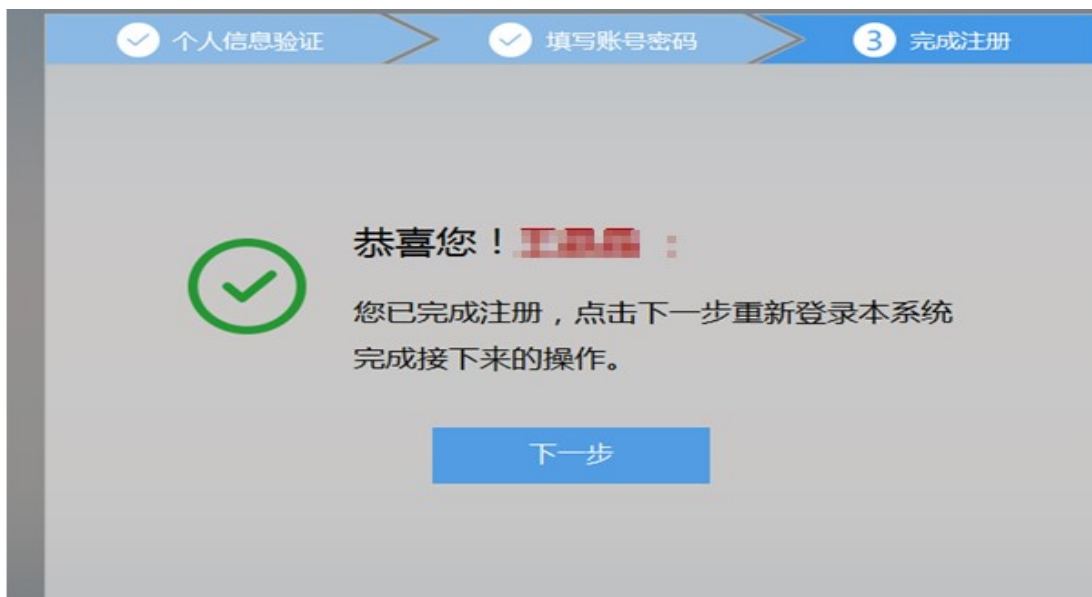 个人信息验证
填写账号密码
3 完成注册
恭喜您！
您已完成注册，点击下一步重新登录本系统
完成接下来的操作。
下一步